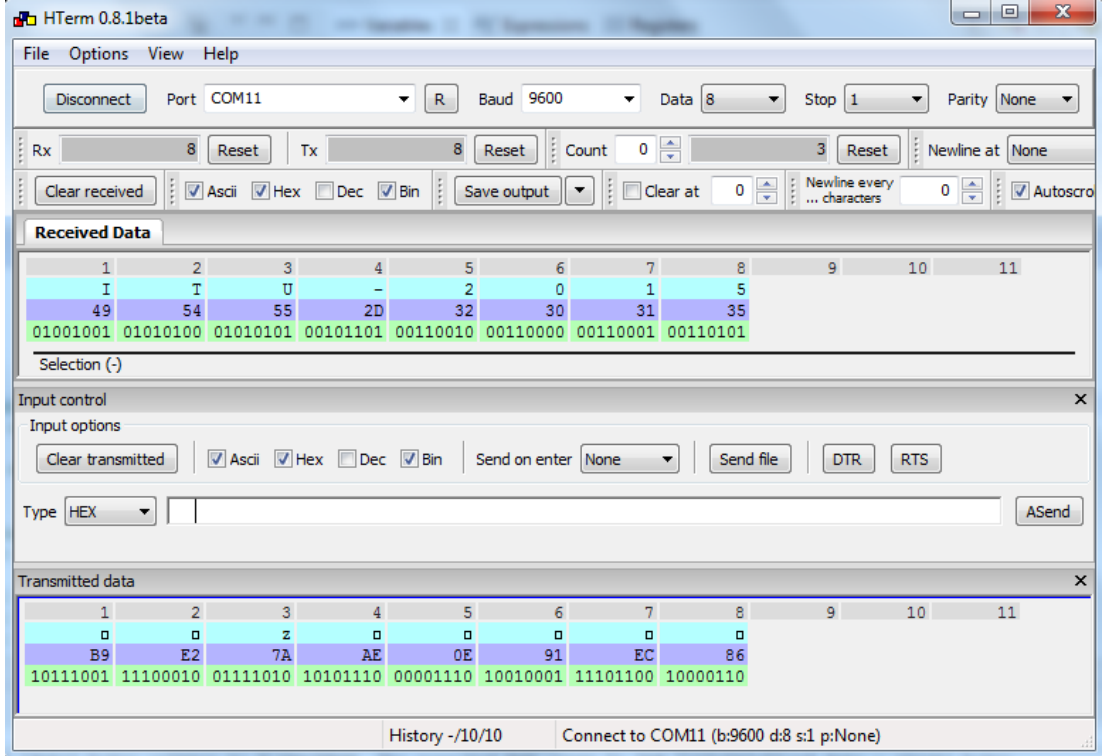 HTerm 0.8.1beta
File Options View Help
Disconnect Port COM11 R Baud 9600 Data 8 Stop 1 Parity None
Rx 8 Reset Tx 8 Reset Count 0 3 Reset Newline at None
Clear received Ascii Hex Dec Bin Save output Clear at 0 Newline every ... characters 0 Autoscro
Received Data
1 2 3 4 5 6 7 8 9 10 11
I T U - 2 0 1 5
49 54 55 2D 32 30 31 35
01001001 01010100 01010101 00101101 00110010 00110000 00110001 00110101
Selection (-)
Input control
Input options
Clear transmitted Ascii Hex Dec Bin Send on enter None Send file DTR RTS
Type HEX ASend
Transmitted data
1 2 3 4 5 6 7 8 9 10 11
□ □ z □ □ □ □ □
B9 E2 7A AE 0E 91 EC 86
10111001 11100010 01111010 10101110 00001110 10010001 11101100 10000110
History -/10/10 Connect to COM11 (b:9600 d:8 s:1 p:None)